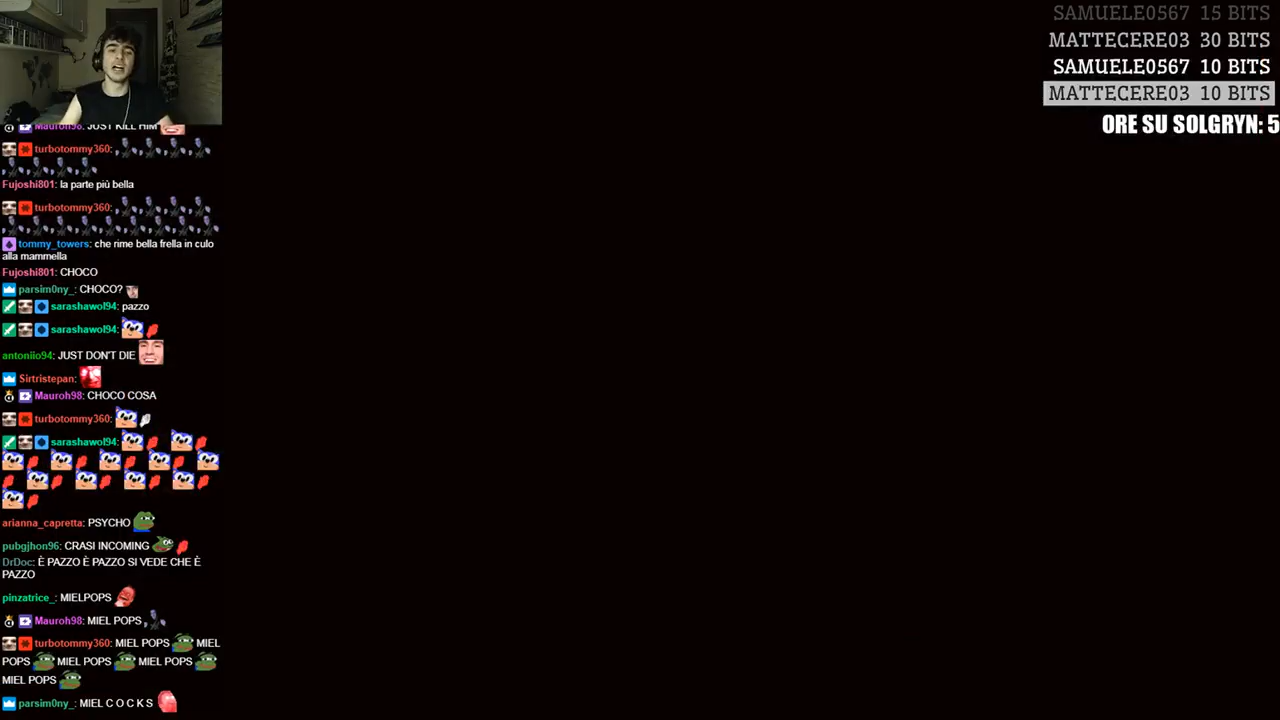 SAMUELE0567 15 BITS
MATTECERE03 30 BITS
SAMUELE0567 10 BITS
MATTECERE03 10 BITS
ORE SU SOLGRYN: 5
Mauroh98: JUST KILL HIM
turbotommy360:
Fujoshi801: la parte più bella
turbotommy360:
tommy_towers: che rime bella frella in culo
alla mammella
Fujoshi801: CHOCO
parsim0ny_: CHOCO?
sarashawol94: pazzo
sarashawol94:
antoniio94: JUST DON'T DIE
Sirtristepan:
Mauroh98: CHOCO COSA
turbotommy360:
sarashawol94:
arianna_capretta: PSYCHO
pubgjhon96: CRASI INCOMING
DrDoc: È PAZZO È PAZZO SI VEDE CHE È
PAZZO
pinzatrice_: MIELPOPS
Mauroh98: MIEL POPS
turbotommy360: MIEL POPS MIEL
POPS MIEL POPS MIEL POPS
MIEL POPS
parsim0ny_: MIEL C O C K S